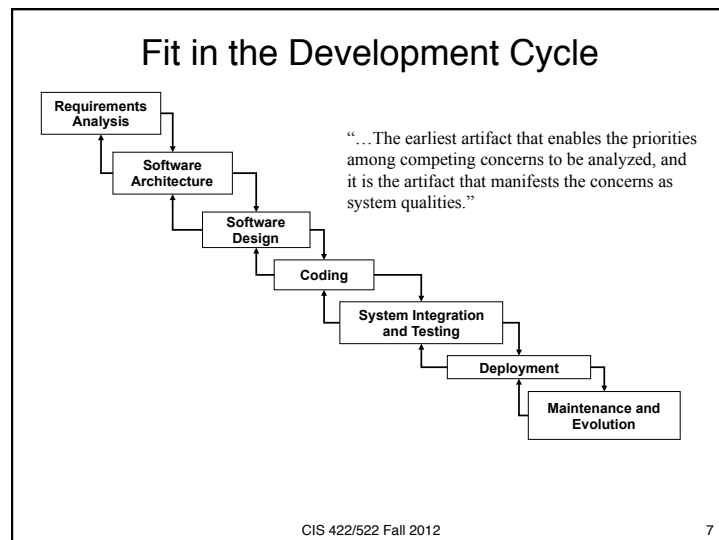 Fit in the Development Cycle
Requirements
Analysis
“…The earliest artifact that enables the priorities
among competing concerns to be analyzed, and
it is the artifact that manifests the concerns as
system qualities.”
Software
Architecture
Software
Design
Coding
System Integration
and Testing
Deployment
Maintenance and
Evolution
CIS 422/522 Fall 2012
7